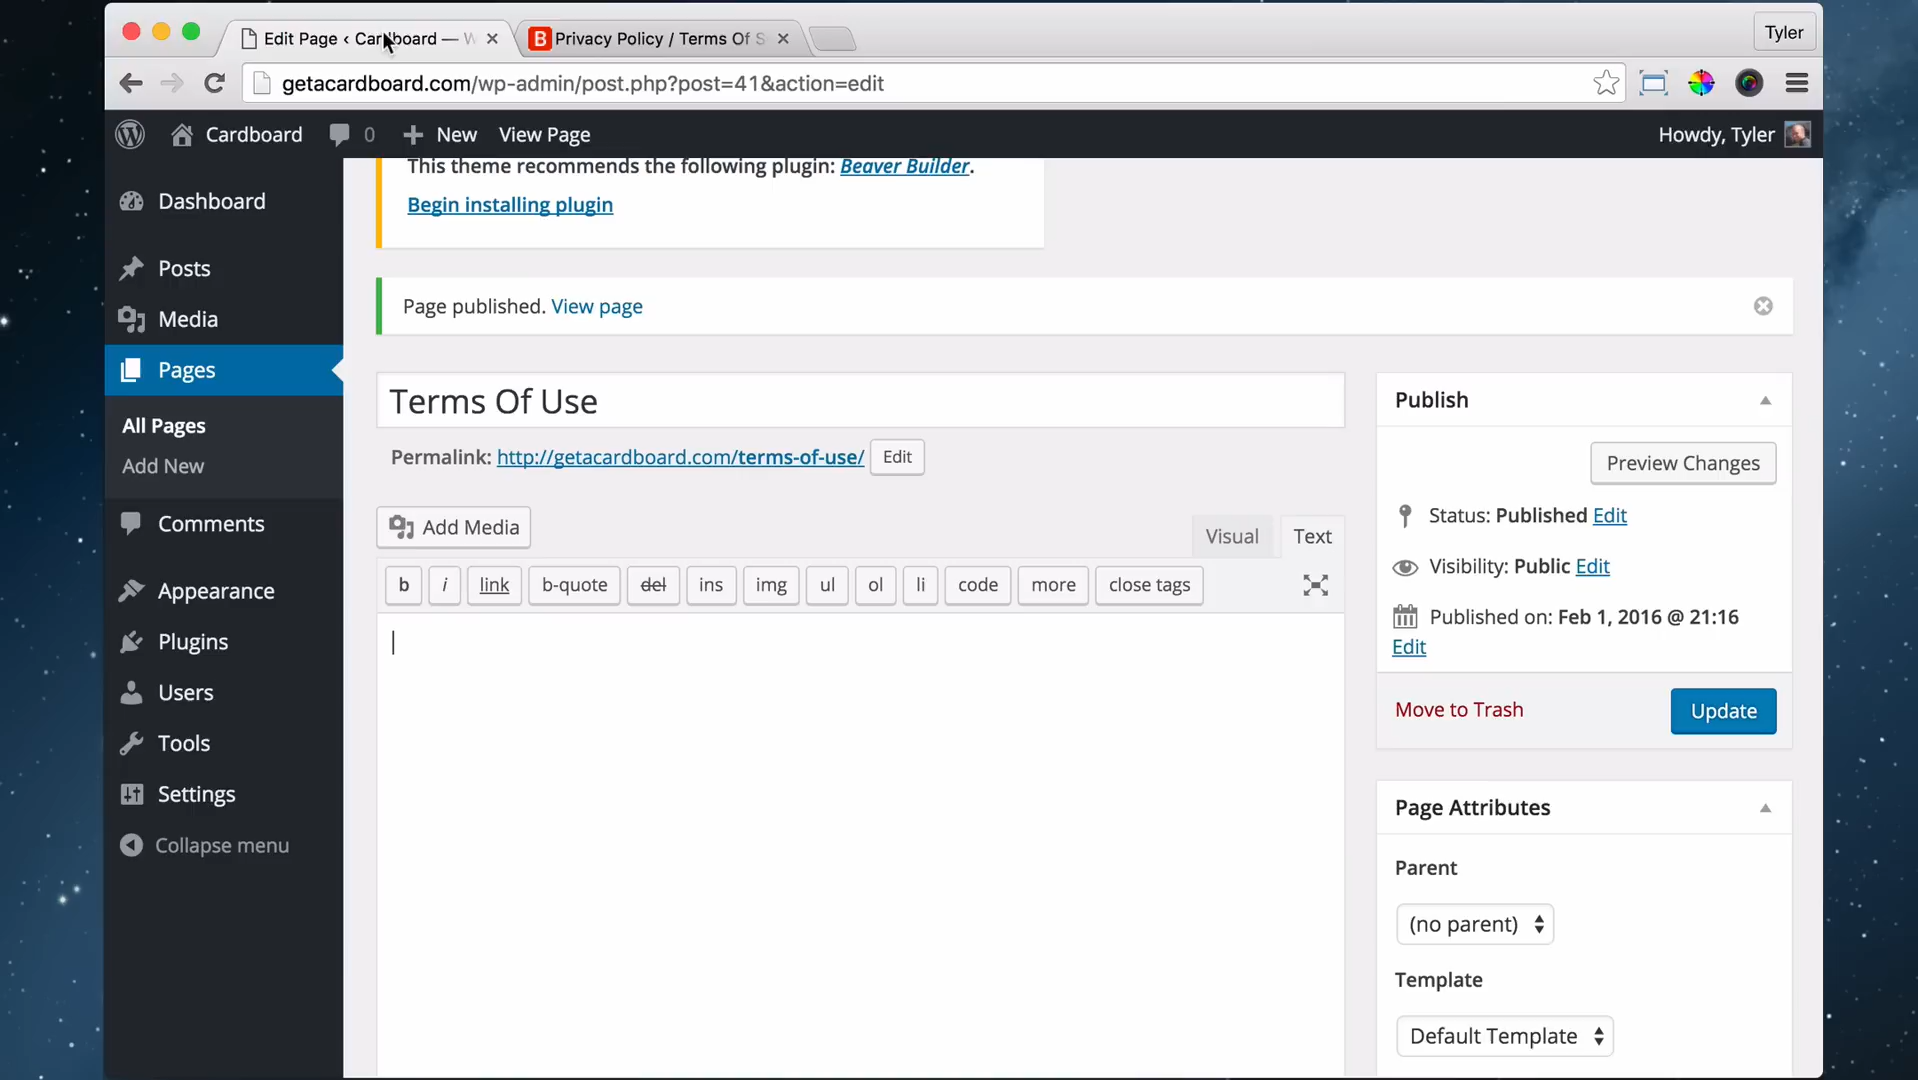 Edit Page ‹ Cardboard — W
Privacy Policy / Terms Of S
Tyler
getacardboard.com/wp-admin/post.php?post=41&action=edit
Cardboard
0
New
View Page
Howdy, Tyler
This theme recommends the following plugin: Beaver Builder.
Begin installing plugin
Dashboard
Posts
Media
Pages
All Pages
Add New
Comments
Appearance
Plugins
Users
Tools
Settings
Collapse menu
Page published. View page
Terms Of Use
Permalink: http://getacardboard.com/terms-of-use/ Edit
Add Media
Visual
Text
b
i
link
b-quote
del
ins
img
ul
ol
li
code
more
close tags
Publish
Preview Changes
Status: Published Edit
Visibility: Public Edit
Published on: Feb 1, 2016 @ 21:16
Edit
Move to Trash
Update
Page Attributes
Parent
(no parent)
Template
Default Template